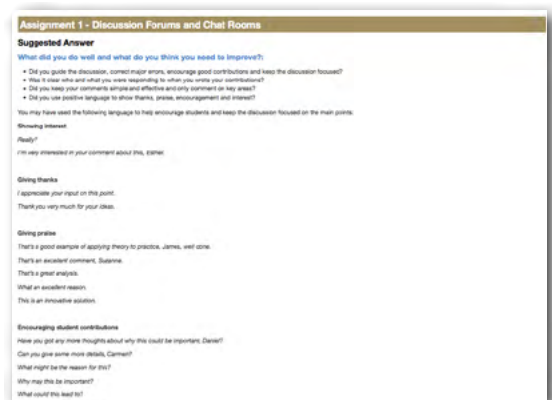 Assignment 1 - Discussion Forums and Chat Rooms
Suggested Answer
What did you do well and what do you think you need to improve?:
• Did you guide the discussion, correct major errors, encourage good contributions and keep the discussion focused?
• Was it clear who and what you were responding to when you wrote your contributions?
• Did you keep your comments simple and effective and only comment on key areas?
• Did you use positive language to show thanks, praise, encouragement and interest?
You may have used the following language to help encourage students and keep the discussion focused on the main points:
Showing interest
Really?
I'm very interested in your comment about this, Esther.
Giving thanks
I appreciate your input on this point.
Thank you very much for your ideas.
Giving praise
That's a good example of applying theory to practice, James, well done.
That's an excellent comment, Suzanne.
That's a great analysis.
What an excellent reason.
This is an innovative solution.
Encouraging student contributions
Have you got any more thoughts about why this could be important, Daniel?
Can you give some more details, Carmen?
What might be the reason for this?
Why may this be important?
What could this lead to?